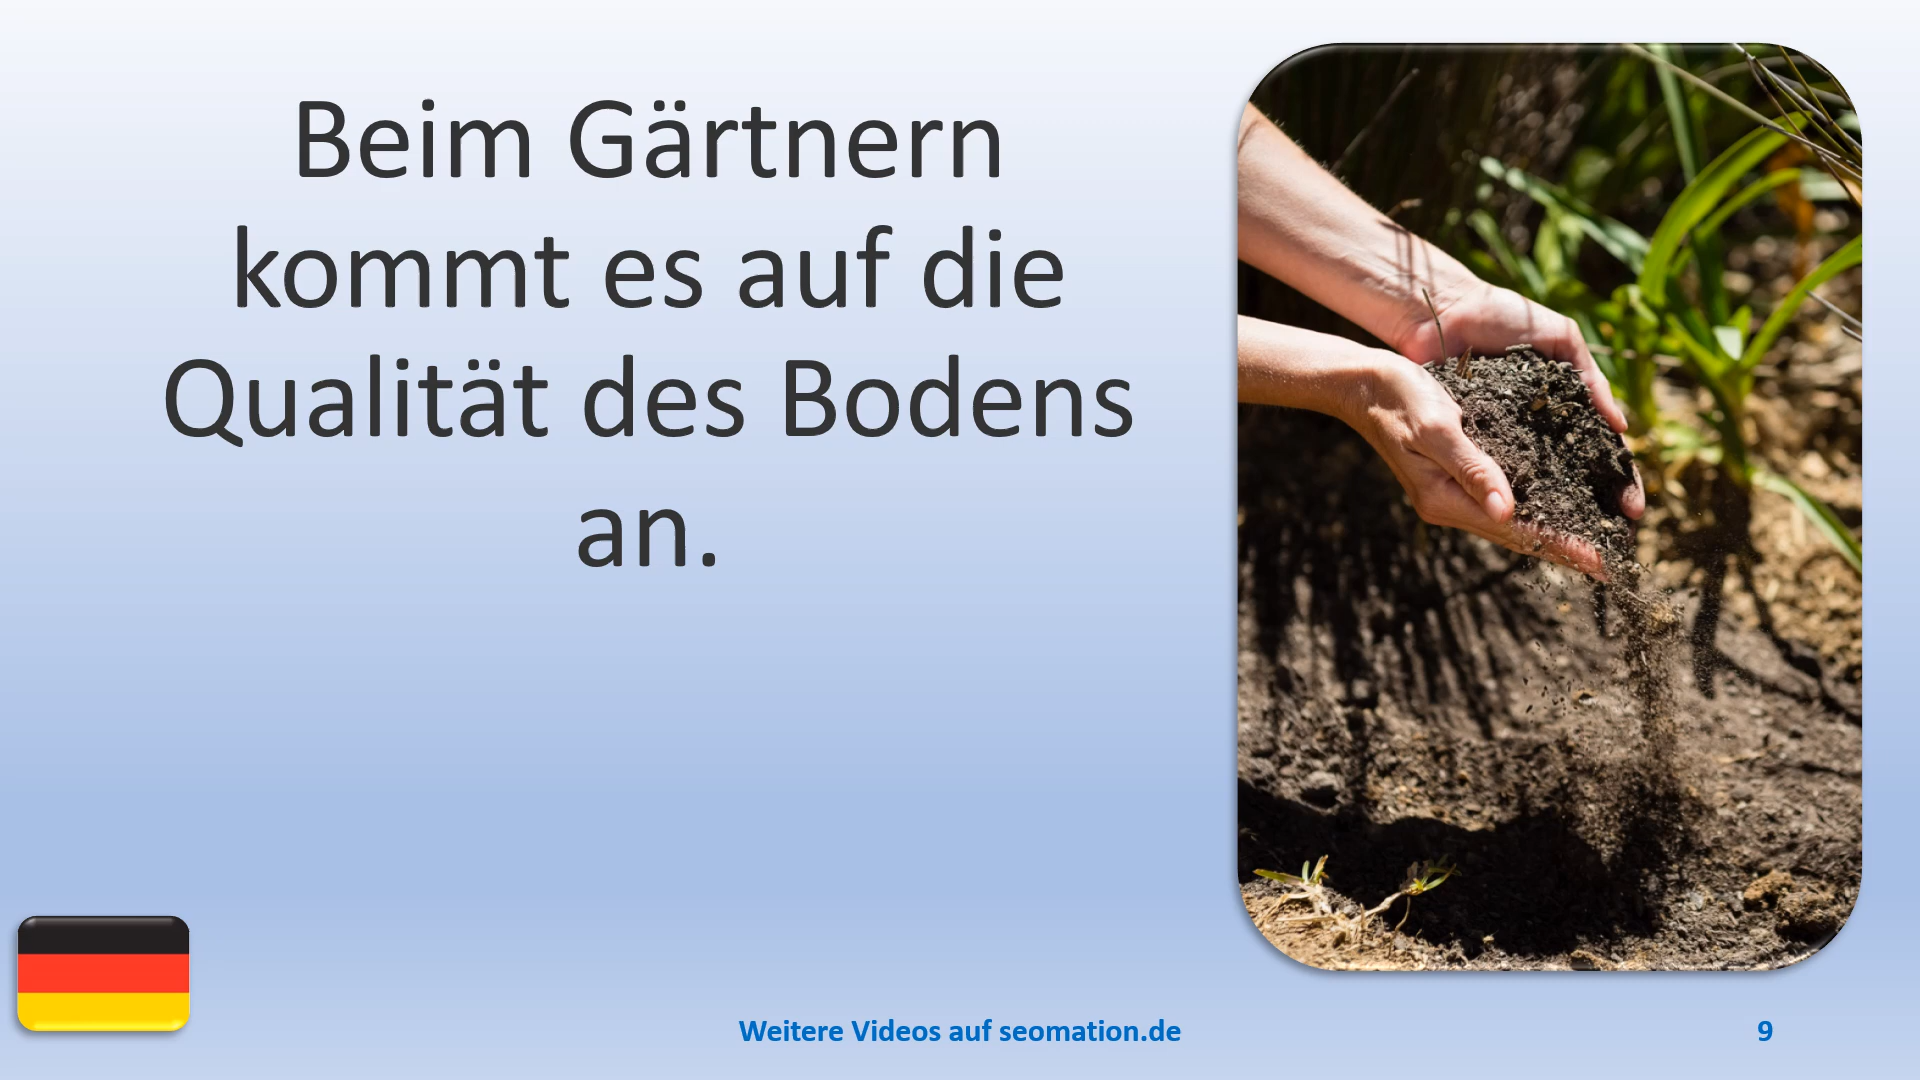 Beim Gärtnern
kommt es auf die
Qualität des Bodens
an.
Weitere Videos auf seomation.de
9